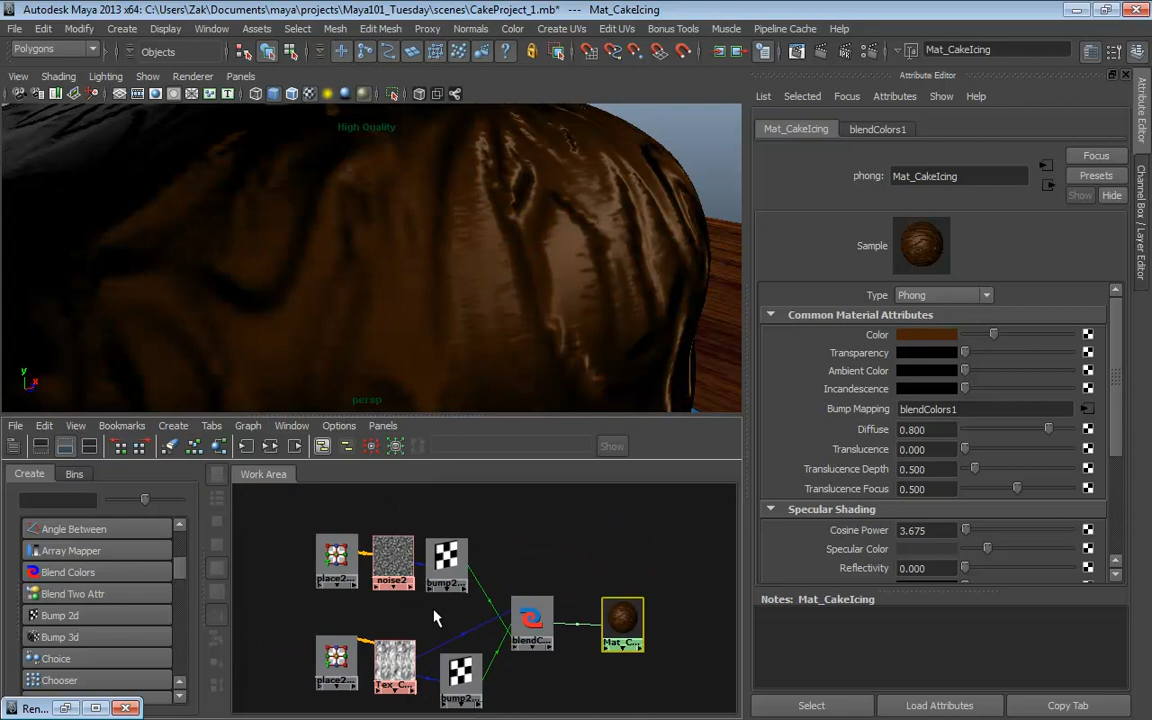 Autodesk Maya 2013 x64: C:\Users\Zak\Documents\maya\projects\Maya101_Tuesday\scenes\CakeProject_1.mb* --- Mat_CakeIcing
File Edit Modify Create Display Window Assets Select Mesh Edit Mesh Proxy Normals Color Create UVs Edit UVs Bonus Tools Muscle Pipeline Cache Help
Polygons Objects Mat_CakeIcing
View Shading Lighting Show Renderer Panels
High Quality
y
x
persp
Attribute Editor
List Selected Focus Attributes Show Help
Mat_CakeIcing blendColors1
Focus
phong: Mat_CakeIcing Presets
Show Hide
Sample
Type Phong
Common Material Attributes
Color
Transparency
Ambient Color
Incandescence
Bump Mapping blendColors1
Diffuse 0.800
Translucence 0.000
Translucence Depth 0.500
Translucence Focus 0.500
Specular Shading
Cosine Power 3.675
Specular Color
Reflectivity 0.000
Notes: Mat_CakeIcing
Select Load Attributes Copy Tab
Attribute Editor
Channel Box / Layer Editor
File Edit View Bookmarks Create Tabs Graph Window Options Panels
Show
Create Bins Work Area
Angle Between
Array Mapper
Blend Colors
Blend Two Attr
Bump 2d
Bump 3d
Choice
Chooser
place2... noise2 bump2...
blendC... Mat_C...
place2... Tex_C... bump2...
Ren...